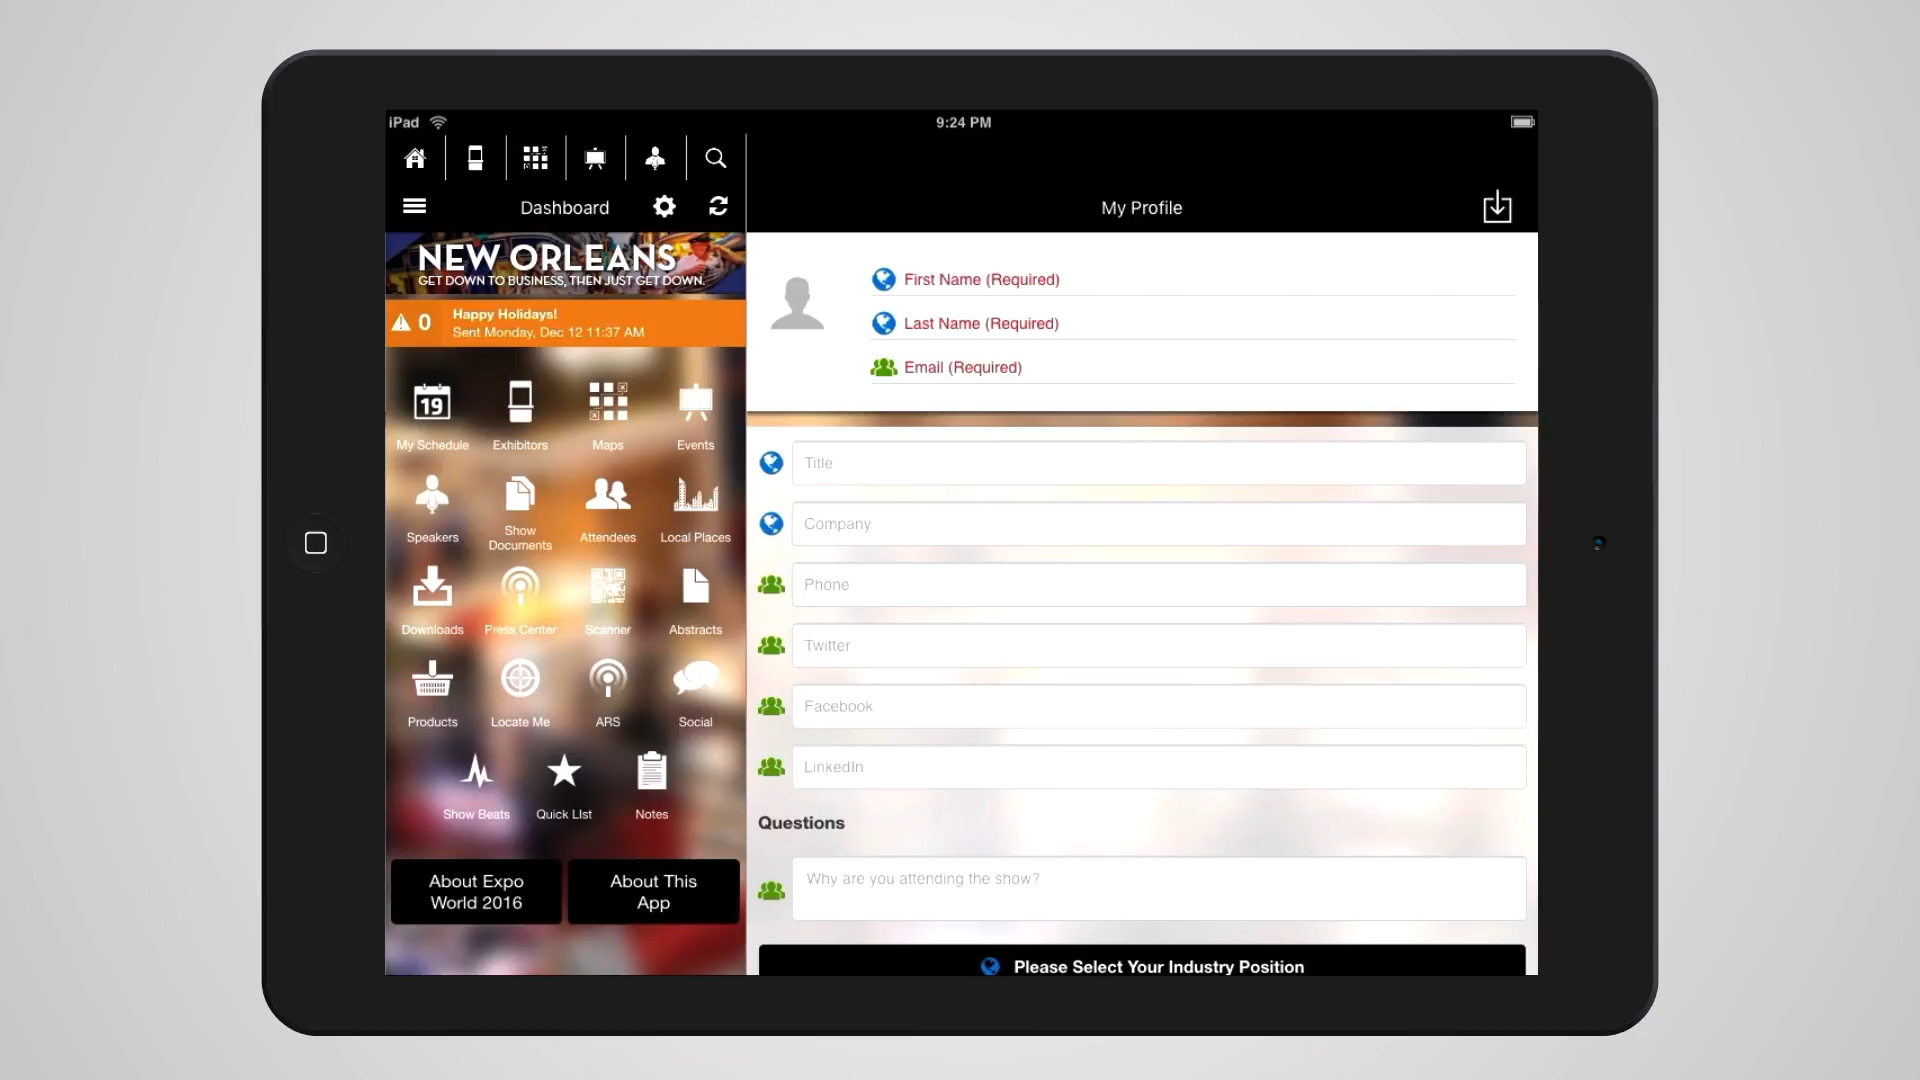 iPad
9:24 PM
Dashboard
My Profile
NEW ORLEANS
GET DOWN TO BUSINESS, THEN JUST GET DOWN.
0
Happy Holidays!
Sent Monday, Dec 12 11:37 AM
19
My Schedule
Exhibitors
Maps
Events
Speakers
Show
Documents
Attendees
Local Places
Downloads
Press Center
Scanner
Abstracts
Products
Locate Me
ARS
Social
Show Beats
Quick LIst
Notes
About Expo
World 2016
About This
App
First Name (Required)
Last Name (Required)
Email (Required)
Title
Company
Phone
Twitter
Facebook
LinkedIn
Questions
Why are you attending the show?
Please Select Your Industry Position